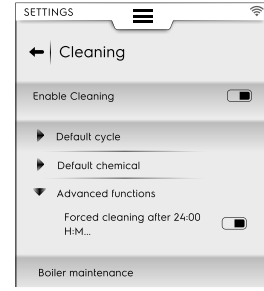 SETTINGS
Cleaning
Enable Cleaning
Default cycle
Default chemical
Advanced functions
Forced cleaning after 24:00
H:M...
Boiler maintenance